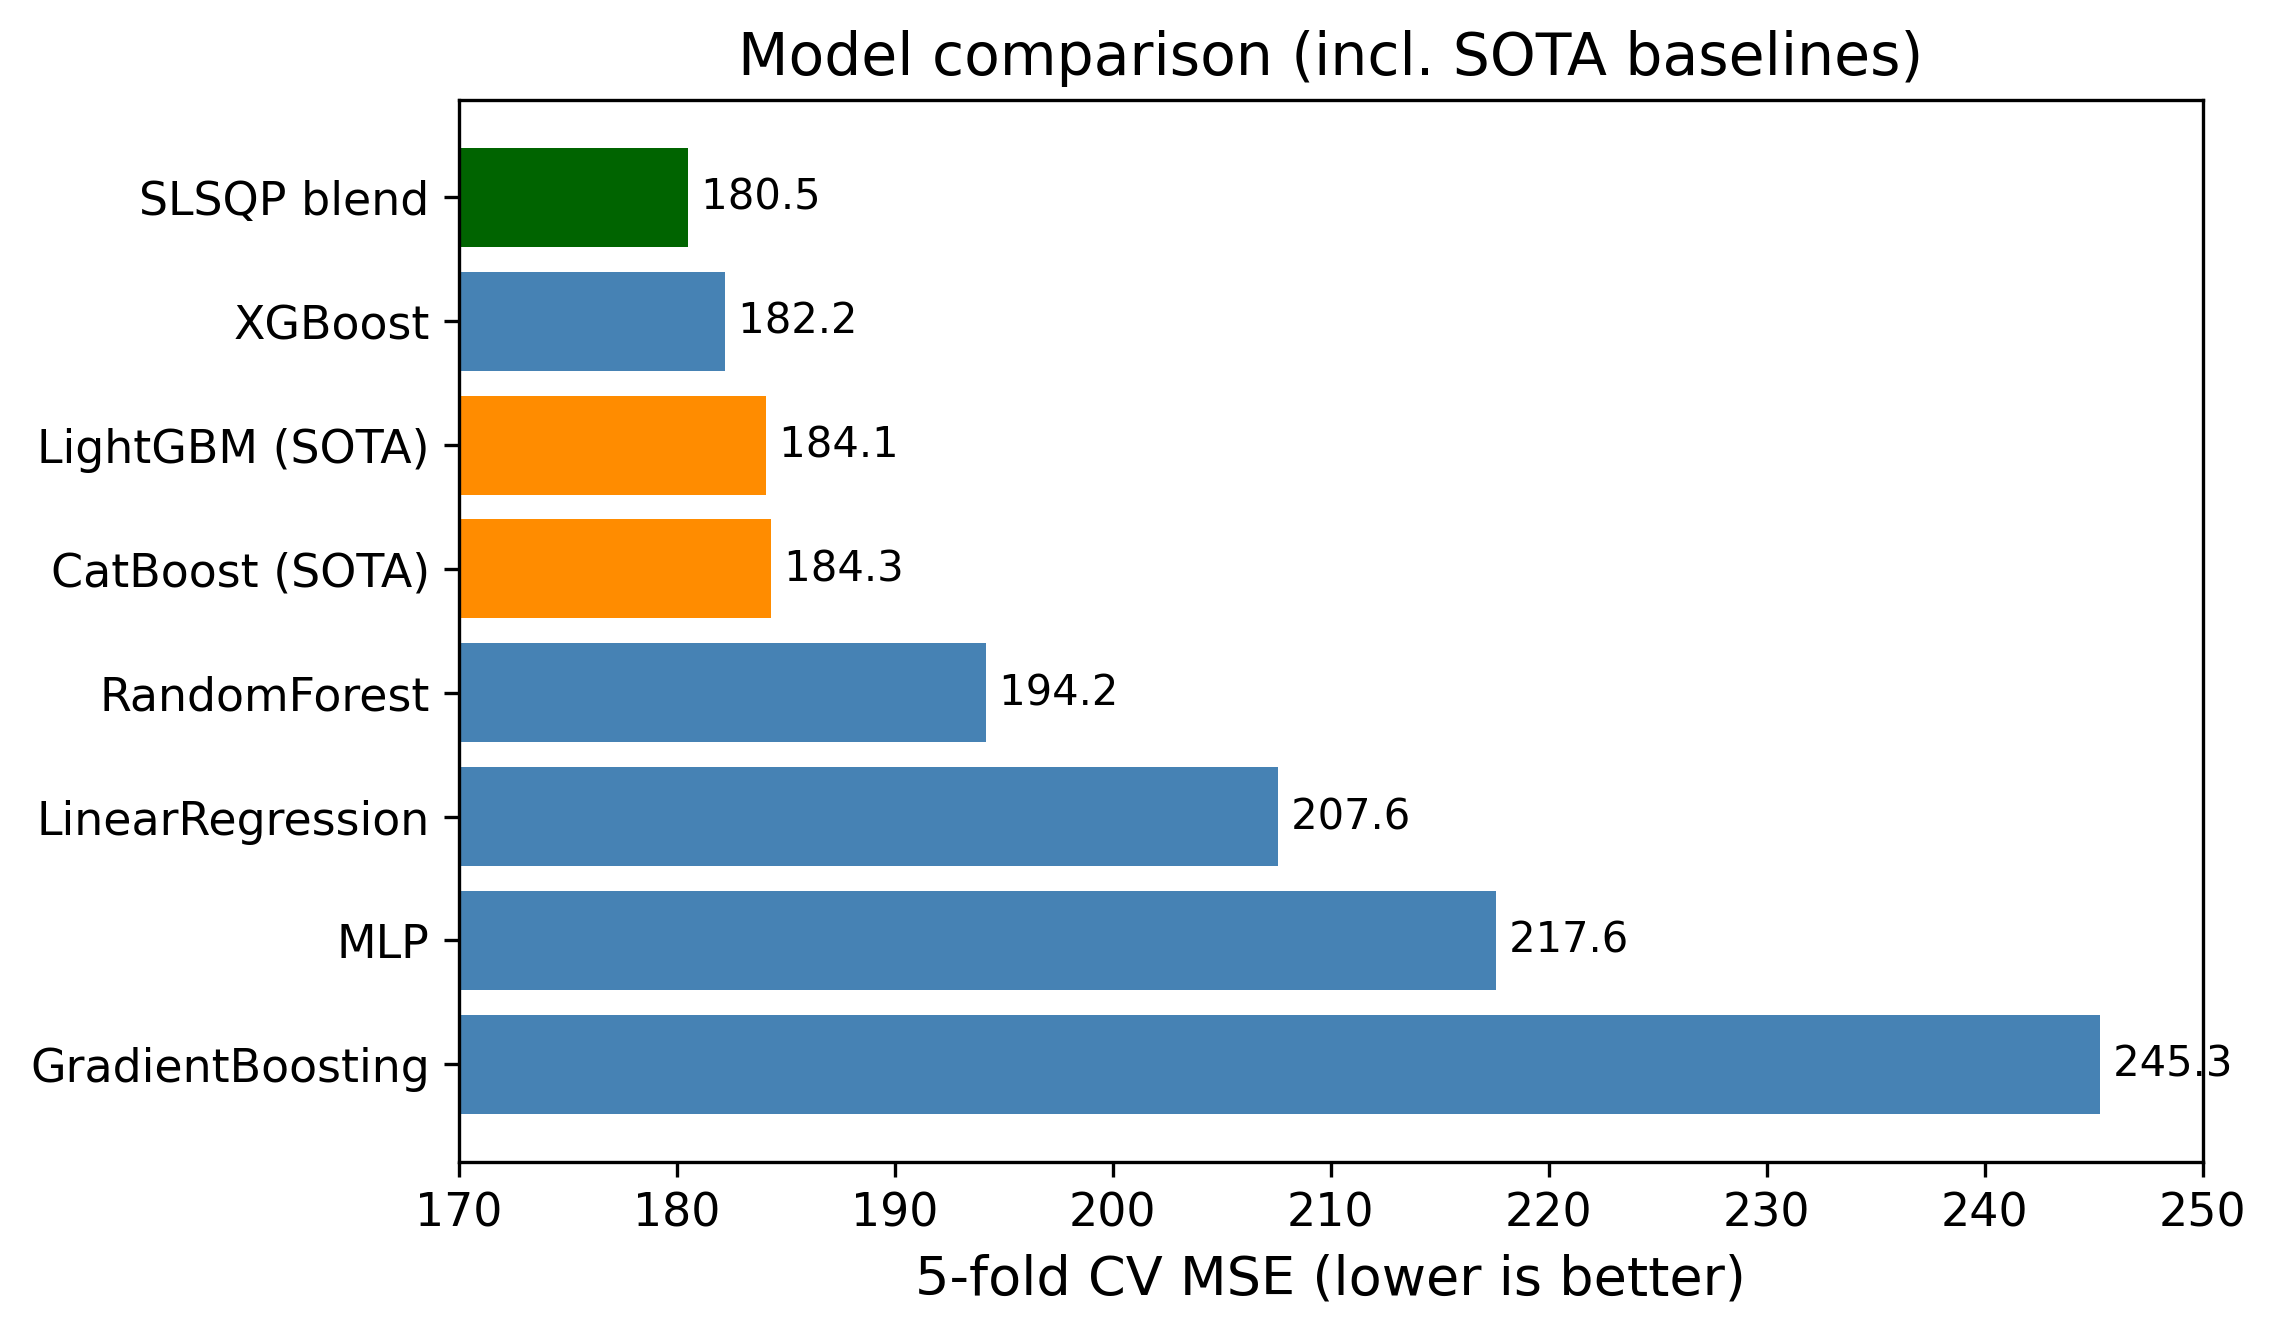 Model comparison (incl. SOTA baselines)
SLSQP blend
180.5
XGBoost
182.2
LightGBM (SOTA)
184.1
CatBoost (SOTA)
184.3
RandomForest
194.2
LinearRegression
207.6
MLP
217.6
GradientBoosting
245.3
170 180 190 200 210 220 230 240 250
5-fold CV MSE (lower is better)